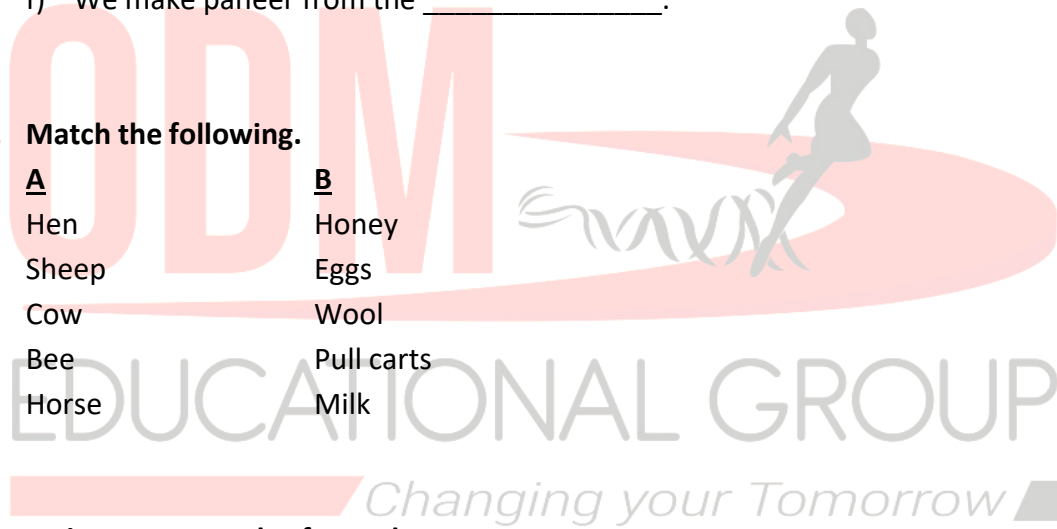 f) We make paneer from the _______________.
Match the following.
A B
Hen Honey
Sheep Eggs
Cow Wool
Bee Pull carts
Horse Milk
ODM
EDUCATIONAL GROUP
Changing your Tomorrow